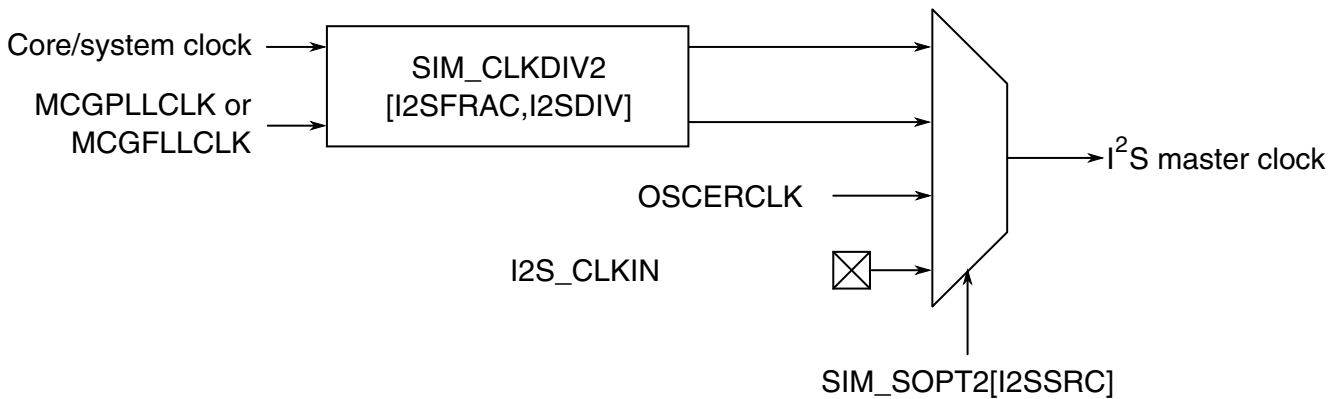 Core/system clock
SIM_CLKDIV2
[I2SFRAC,I2SDIV]
MCGPLLCLK or
MCGFLLCLK
I²S master clock
OSCERCLK
I2S_CLKIN
SIM_SOPT2[I2SSRC]